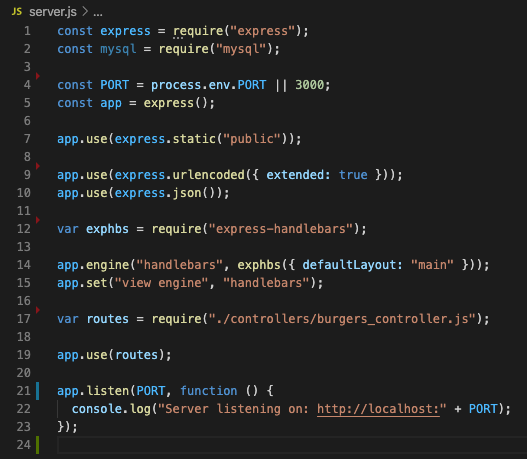 JS server.js > ...
1 const express = require("express");
2 const mysql = require("mysql");
3
4 const PORT = process.env.PORT || 3000;
5 const app = express();
6
7 app.use(express.static("public"));
8
9 app.use(express.urlencoded({ extended: true }));
10 app.use(express.json());
11
12 var exphbs = require("express-handlebars");
13
14 app.engine("handlebars", exphbs({ defaultLayout: "main" }));
15 app.set("view engine", "handlebars");
16
17 var routes = require("./controllers/burgers_controller.js");
18
19 app.use(routes);
20
21 app.listen(PORT, function () {
22   console.log("Server listening on: http://localhost:" + PORT);
23 });
24